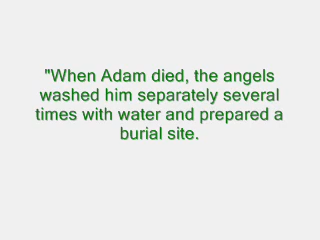 "When Adam died, the angels
washed him separately several
times with water and prepared a
burial site.